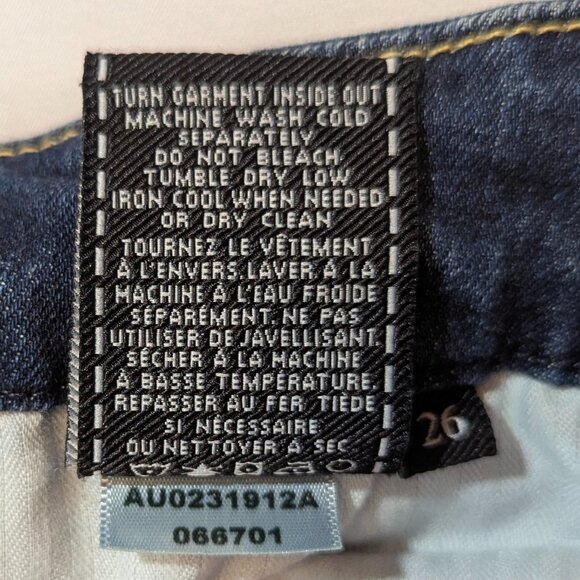 TURN GARMENT INSIDE OUT
MACHINE WASH COLD
SEPARATELY
DO NOT BLEACH
TUMBLE DRY LOW
IRON COOL WHEN NEEDED
OR DRY CLEAN
TOURNEZ LE VÊTEMENT
À L'ENVERS.LAVER À LA
MACHINE À L'EAU FROIDE
SÉPARÉMENT. NE PAS
UTILISER DE JAVELLISANT.
SÉCHER À LA MACHINE
À BASSE TEMPÉRATURE.
REPASSER AU FER TIÈDE
SI NÉCESSAIRE
OU NETTOYER À SEC
26
AU0231912A
066701